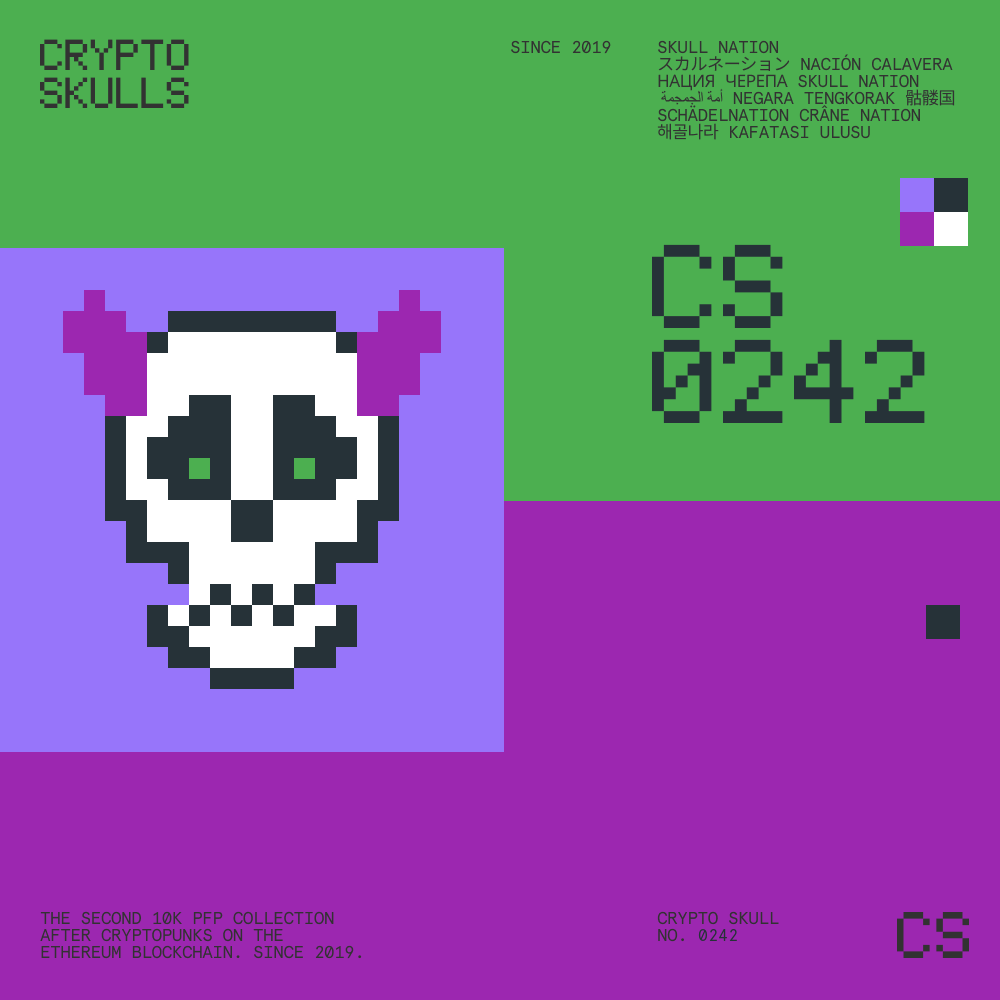 CRYPTO
SKULLS
SINCE 2019
SKULL NATION
スカルネーション NACIÓN CALAVERA
НАЦИЯ ЧЕРЕПА SKULL NATION
أمة الجمجمة NEGARA TENGKORAK 骷髅国
SCHÄDELNATION CRÂNE NATION
해골나라 KAFATASI ULUSU
CS
0242
THE SECOND 10K PFP COLLECTION
AFTER CRYPTOPUNKS ON THE
ETHEREUM BLOCKCHAIN. SINCE 2019.
CRYPTO SKULL
NO. 0242
CS